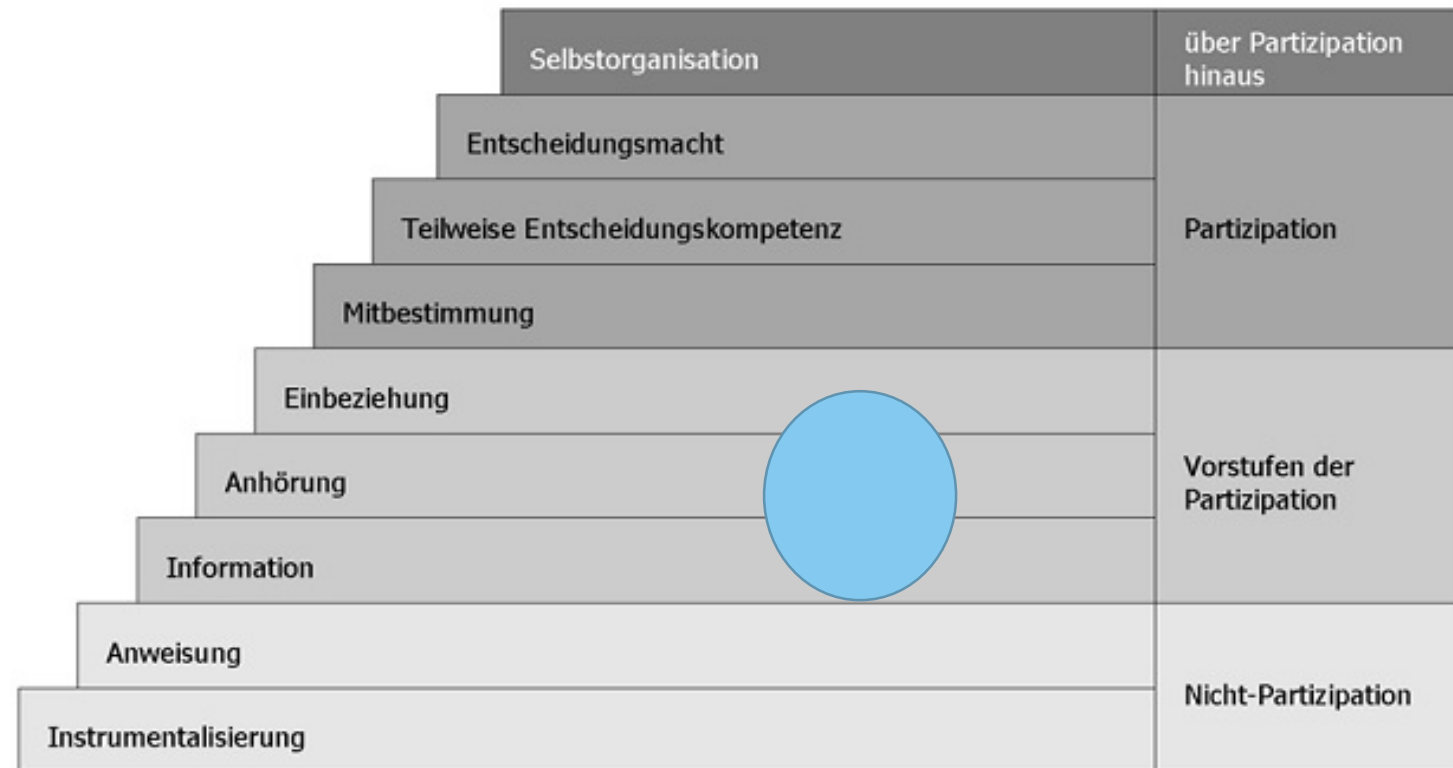 Selbstorganisation
über Partizipation
hinaus
Entscheidungsmacht
Teilweise Entscheidungskompetenz
Partizipation
Mitbestimmung
Einbeziehung
Anhörung
Vorstufen der
Partizipation
Information
Anweisung
Nicht-Partizipation
Instrumentalisierung